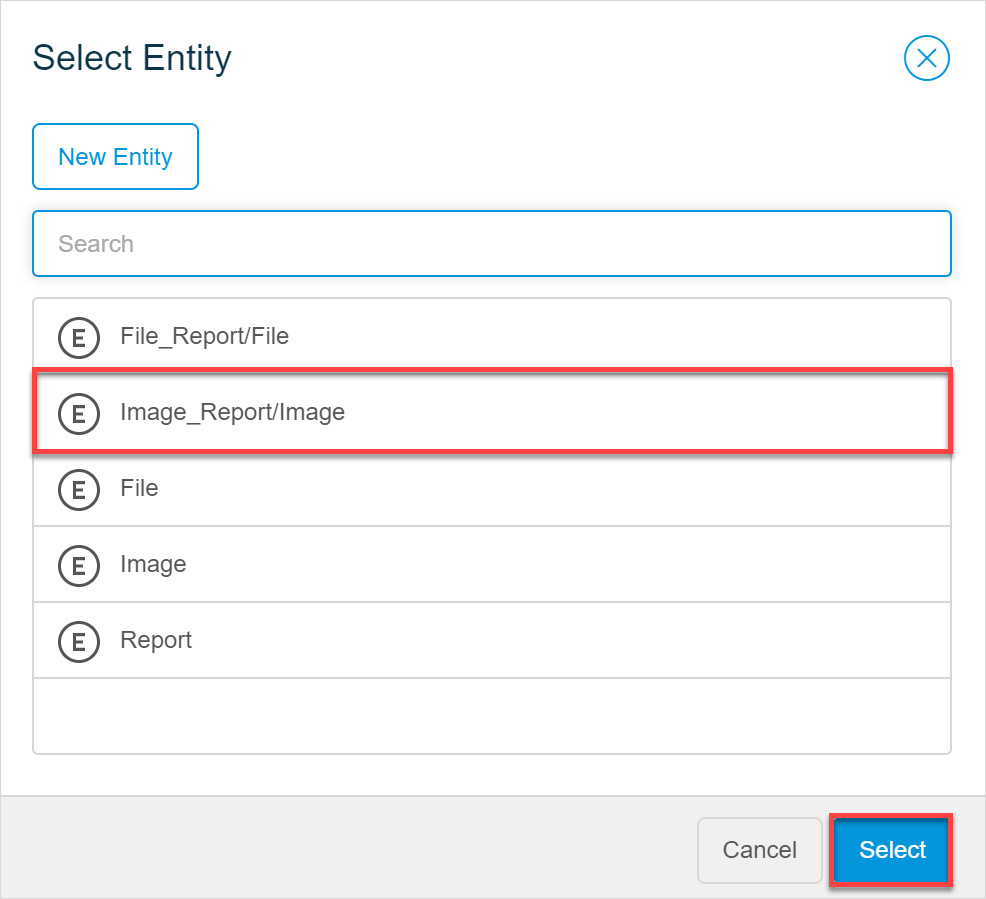 Select Entity
New Entity
Search
E File_Report/File
E Image_Report/Image
E File
E Image
E Report
Cancel Select